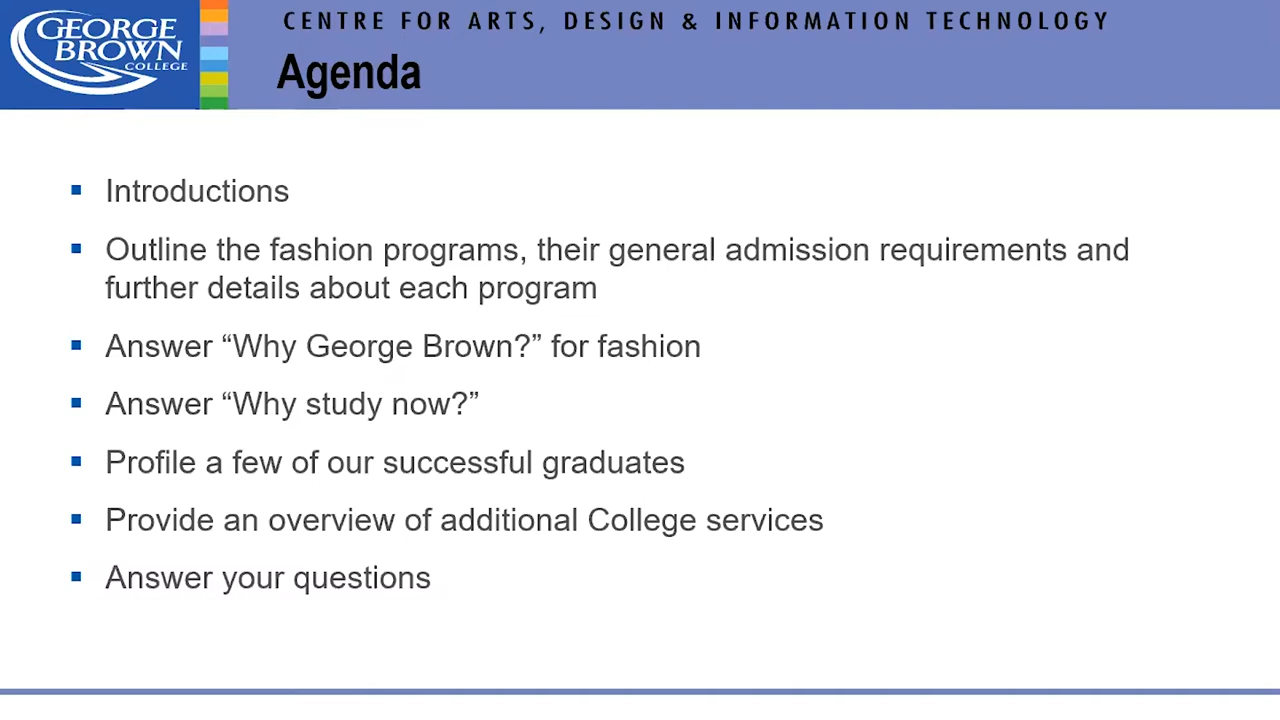 GEORGE
BROWN
COLLEGE
CENTRE FOR ARTS, DESIGN & INFORMATION TECHNOLOGY
Agenda
Introductions
Outline the fashion programs, their general admission requirements and
further details about each program
Answer “Why George Brown?” for fashion
Answer “Why study now?”
Profile a few of our successful graduates
Provide an overview of additional College services
Answer your questions